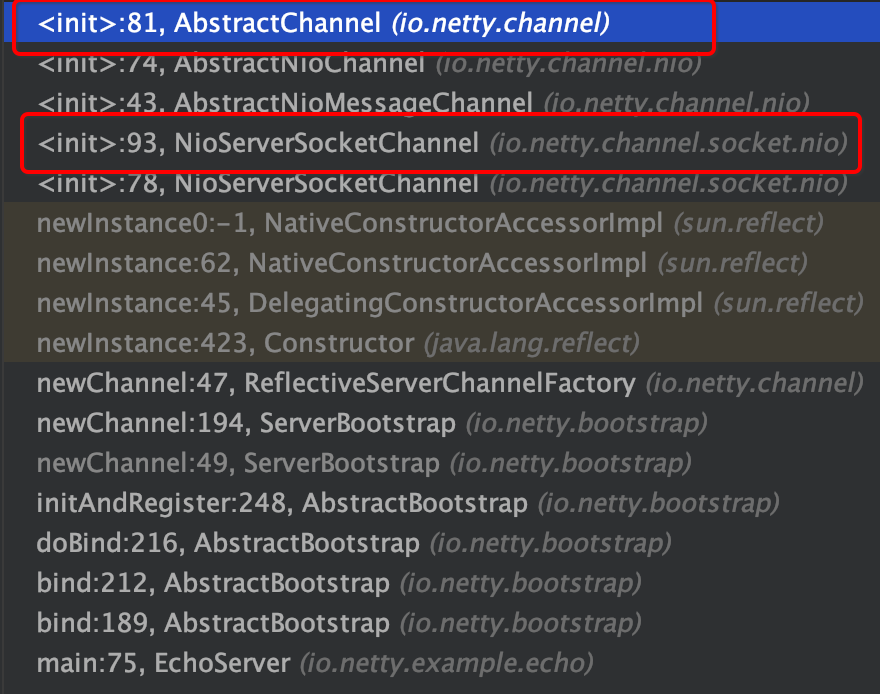 <init>:81, AbstractChannel (io.netty.channel)
<init>:74, AbstractNioChannel (io.netty.channel.nio)
<init>:43, AbstractNioMessageChannel (io.netty.channel.nio)
<init>:93, NioServerSocketChannel (io.netty.channel.socket.nio)
<init>:78, NioServerSocketChannel (io.netty.channel.socket.nio)
newInstance0:-1, NativeConstructorAccessorImpl (sun.reflect)
newInstance:62, NativeConstructorAccessorImpl (sun.reflect)
newInstance:45, DelegatingConstructorAccessorImpl (sun.reflect)
newInstance:423, Constructor (java.lang.reflect)
newChannel:47, ReflectiveServerChannelFactory (io.netty.channel)
newChannel:194, ServerBootstrap (io.netty.bootstrap)
newChannel:49, ServerBootstrap (io.netty.bootstrap)
initAndRegister:248, AbstractBootstrap (io.netty.bootstrap)
doBind:216, AbstractBootstrap (io.netty.bootstrap)
bind:212, AbstractBootstrap (io.netty.bootstrap)
bind:189, AbstractBootstrap (io.netty.bootstrap)
main:75, EchoServer (io.netty.example.echo)